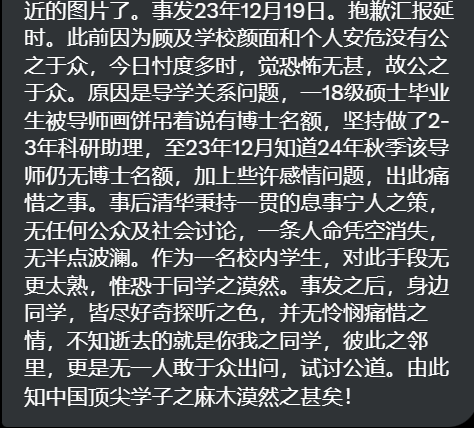 近的图片了。事发23年12月19日。抱歉汇报延
时。此前因为顾及学校颜面和个人安危没有公
之于众，今日忖度多时，觉恐怖无甚，故公之
于众。原因是导学关系问题，一18级硕士毕业
生被导师画饼吊着说有博士名额，坚持做了2-
3年科研助理，至23年12月知道24年秋季该导
师仍无博士名额，加上些许感情问题，出此痛
惜之事。事后清华秉持一贯的息事宁人之策，
无任何公众及社会讨论，一条人命凭空消失，
无半点波澜。作为一名校内学生，对此手段无
更太熟，惟恐于同学之漠然。事发之后，身边
同学，皆尽好奇探听之色，并无怜悯痛惜之
情，不知逝去的就是你我之同学，彼此之邻
里，更是无一人敢于众出问，试讨公道。由此
知中国顶尖学子之麻木漠然之甚矣！